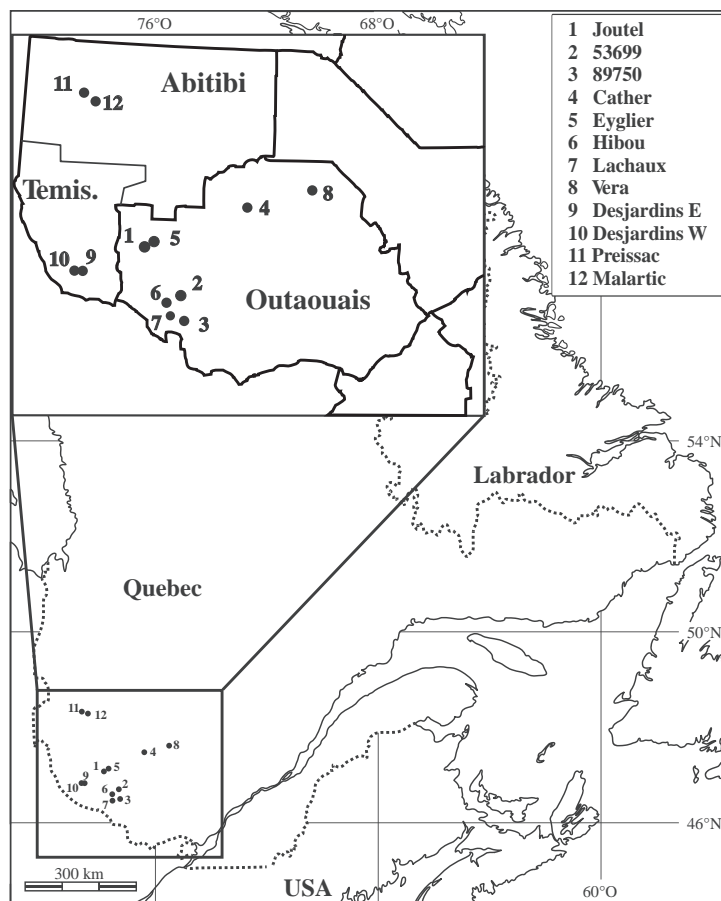 76°O
68°O
1 Joutel
2 53699
3 89750
4 Cather
5 Eyglier
6 Hibou
7 Lachaux
8 Vera
9 Desjardins E
10 Desjardins W
11 Preissac
12 Malartic
Abitibi
11
12
Temis.
4
8
1
5
10
9
2
6
Outaouais
7
3
54°N
Labrador
Quebec
50°N
11
12
8
4
1
5
9
10
2
6
3
7
46°N
300 km
USA
60°O